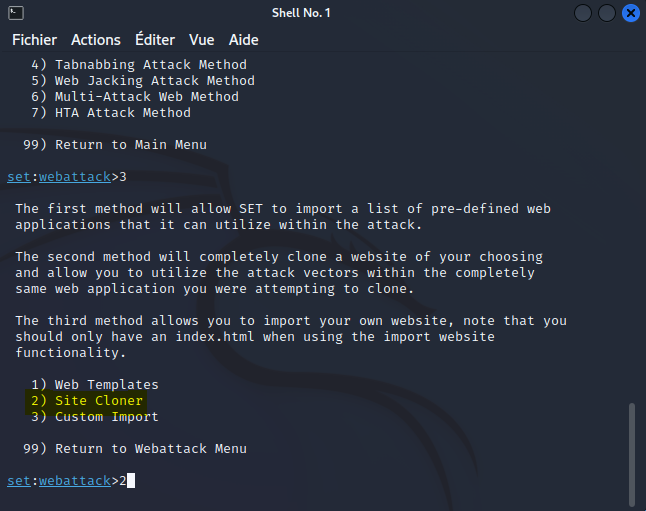 Shell No. 1
Fichier Actions Éditer Vue Aide
4) Tabnabbing Attack Method
5) Web Jacking Attack Method
6) Multi-Attack Web Method
7) HTA Attack Method
99) Return to Main Menu
set:webattack>3
The first method will allow SET to import a list of pre-defined web
applications that it can utilize within the attack.
The second method will completely clone a website of your choosing
and allow you to utilize the attack vectors within the completely
same web application you were attempting to clone.
The third method allows you to import your own website, note that you
should only have an index.html when using the import website
functionality.
1) Web Templates
2) Site Cloner
3) Custom Import
99) Return to Webattack Menu
set:webattack>2